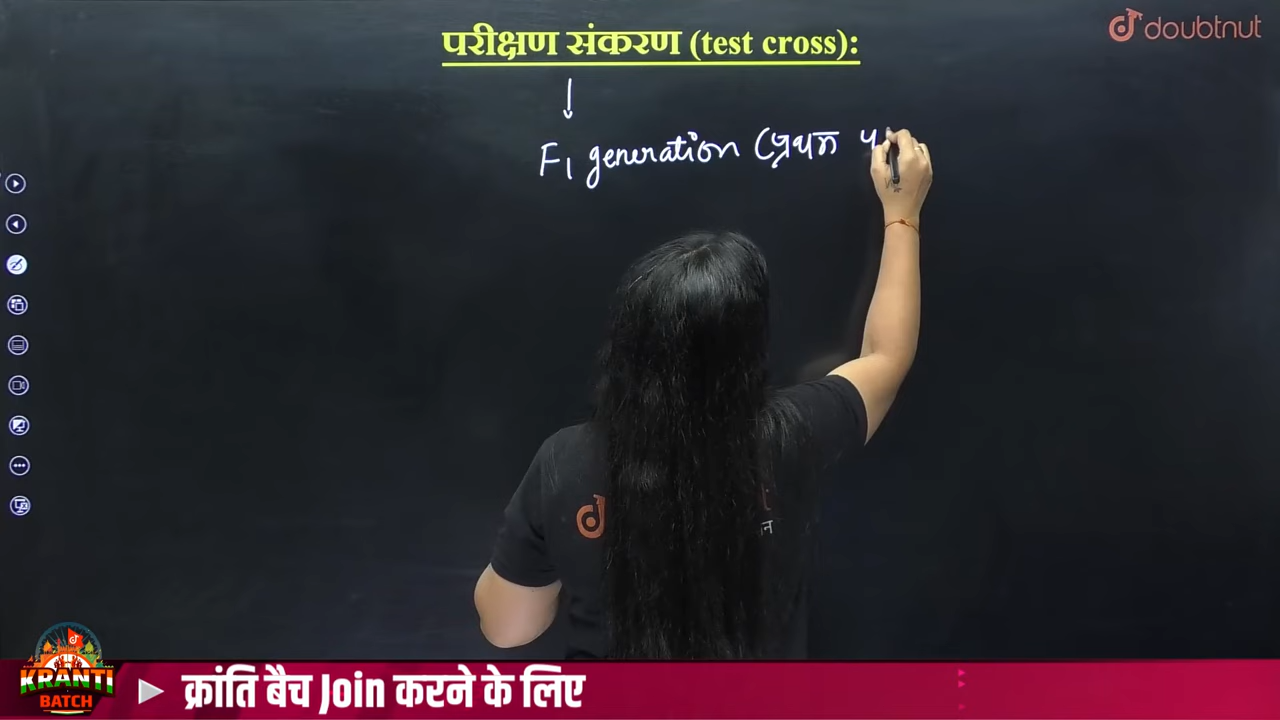 परीक्षण संकरण (test cross):
doubtnut
F1 generation (प्रथम
KRANTI
BATCH
क्रांति बैच Join करने के लिए